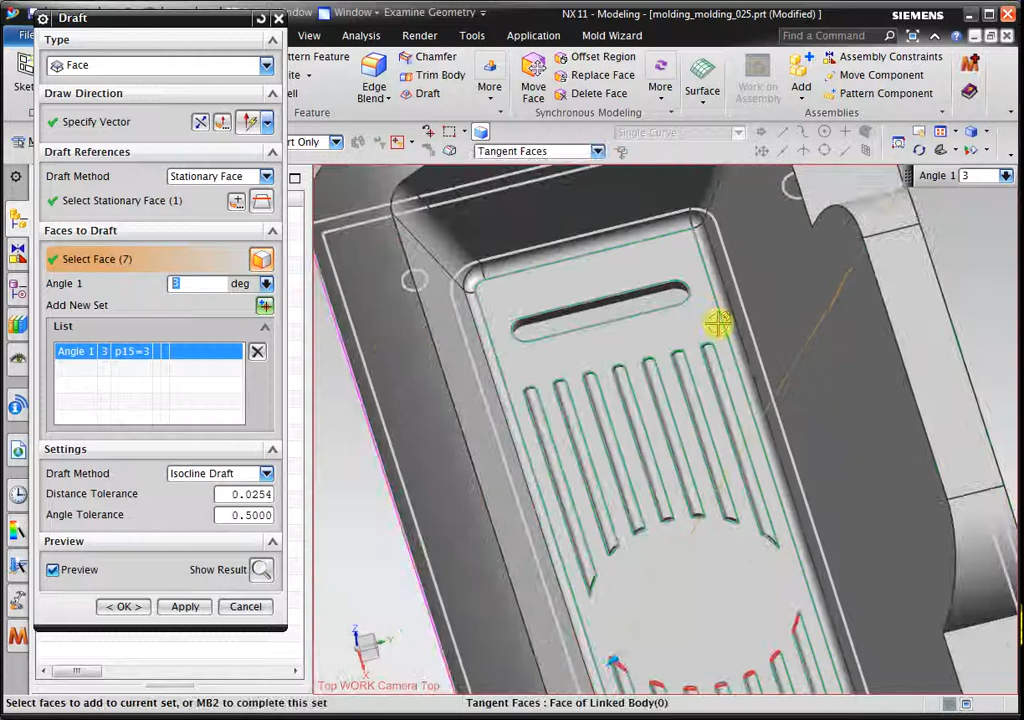 Draft
Window
Window
Examine Geometry
NX 11 - Modeling - [molding_molding_025.prt (Modified) ]
SIEMENS
View
Analysis
Render
Tools
Application
Mold Wizard
Find a Command
Edge
Blend
Chamfer
Trim Body
Draft
More
Feature
Move
Face
Offset Region
Replace Face
Delete Face
More
Synchronous Modeling
Surface
Work on
Assembly
Add
Assembly Constraints
Move Component
Pattern Component
Assemblies
Single Curve
Tangent Faces
Angle 1 3
Type
Face
Draw Direction
Specify Vector
Draft References
Draft Method
Stationary Face
Select Stationary Face (1)
Faces to Draft
Select Face (7)
Angle 1
3
deg
Add New Set
List
Angle 1 3 p15=3
Settings
Draft Method
Isocline Draft
Distance Tolerance
0.0254
Angle Tolerance
0.5000
Preview
Preview
Show Result
< OK >
Apply
Cancel
Z
Y
X
Top WORK Camera Top
Select faces to add to current set, or MB2 to complete this set
Tangent Faces : Face of Linked Body(0)